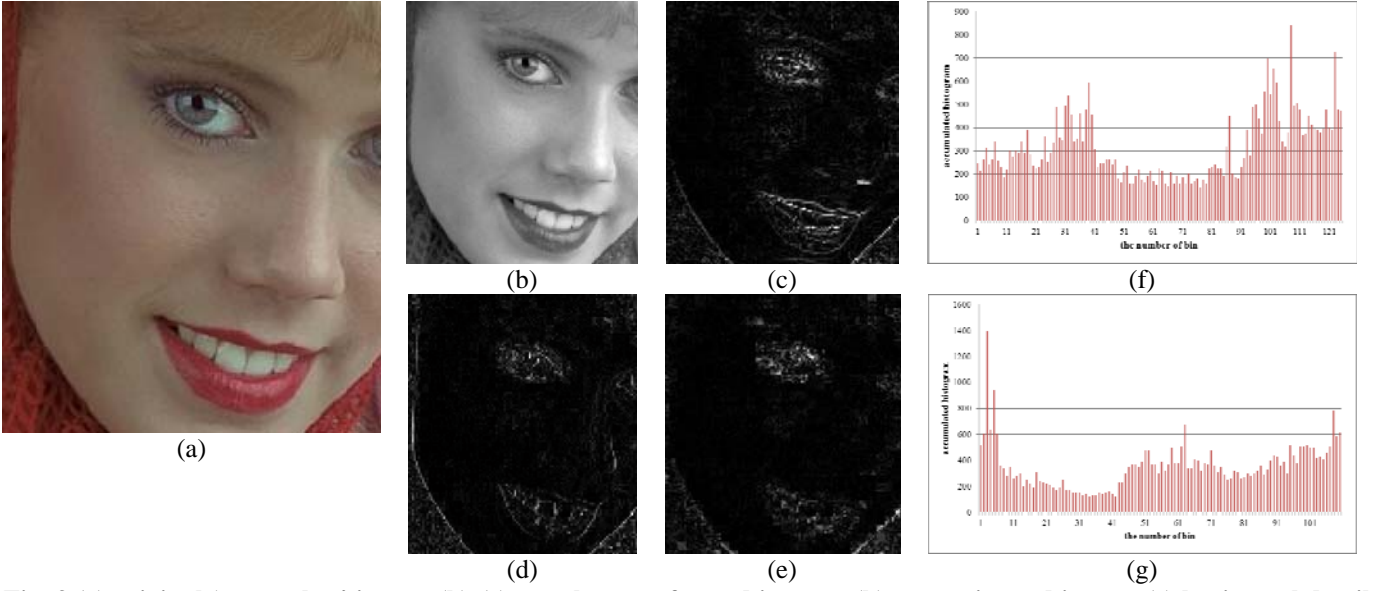 900
800
700
600
500
400
300
200
100
0
accumulated histogram
1 11 21 31 41 51 61 71 81 91 101 111 121
the number of bin
(b)
(c)
(f)
1600
1400
1200
1000
800
600
400
200
0
accumulated histogram
1 11 21 31 41 51 61 71 81 91 101
the number of bin
(a)
(d)
(e)
(g)